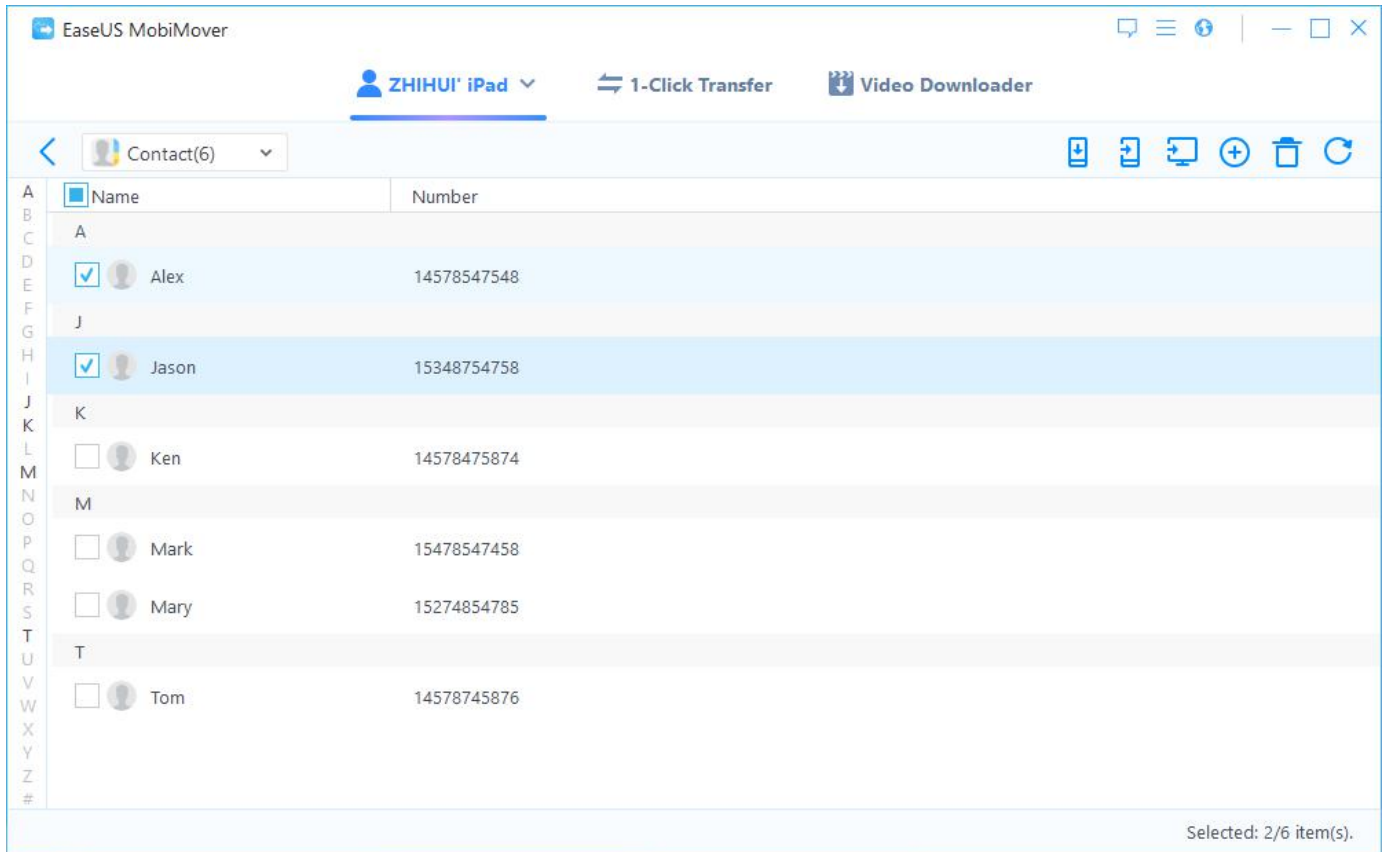 EaseUS MobiMover
ZHIHUI' iPad
1-Click Transfer
Video Downloader
Contact(6)
Name Number
A
Alex 14578547548
J
Jason 15348754758
K
Ken 14578475874
M
Mark 15478547458
Mary 15274854785
T
Tom 14578745876
A
B
C
D
E
F
G
H
I
J
K
L
M
N
O
P
Q
R
S
T
U
V
W
X
Y
Z
#
Selected: 2/6 item(s).